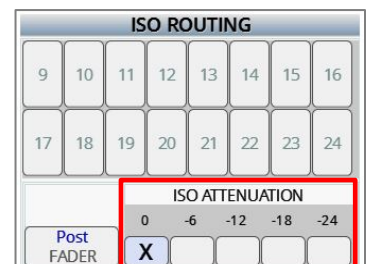 ISO ROUTING
9 10 11 12 13 14 15 16
17 18 19 20 21 22 23 24
ISO ATTENUATION
0 -6 -12 -18 -24
Post
FADER
X